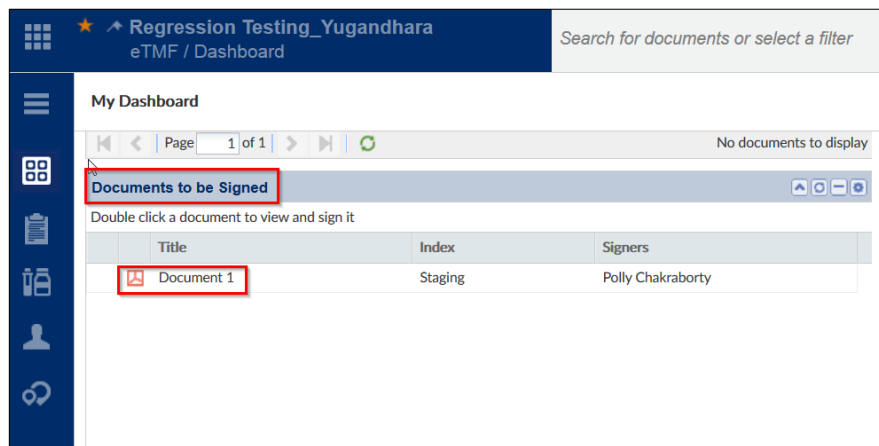 Regression Testing_Yugandhara
eTMF / Dashboard
Search for documents or select a filter
My Dashboard
Page 1 of 1
No documents to display
Documents to be Signed
Double click a document to view and sign it
Title Index Signers
Document 1 Staging Polly Chakraborty